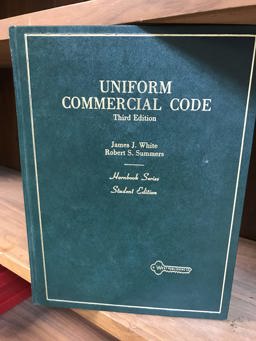 UNIFORM
COMMERCIAL CODE
Third Edition
James J. White
Robert S. Summers
Hornbook Series
Student Edition